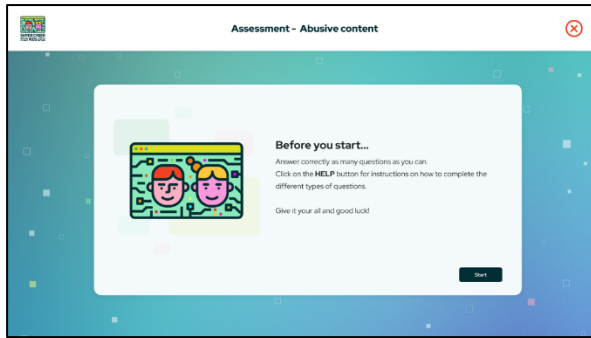 Assessment - Abusive content
Before you start...
Answer correctly as many questions as you can.
Click on the HELP button for instructions on how to complete the
different types of questions.
Give it your all and good luck!
Start